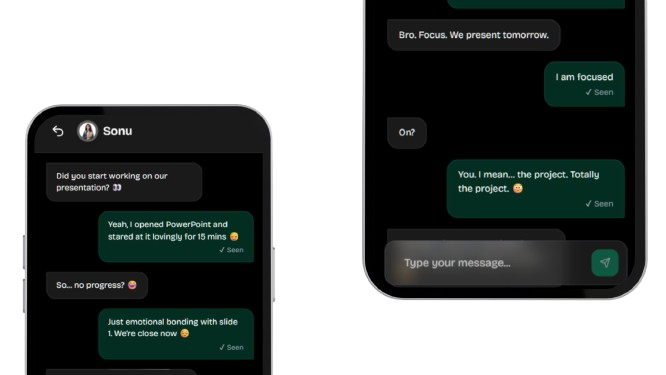 Sonu
Did you start working on our
presentation? 👀
Yeah, I opened PowerPoint and
stared at it lovingly for 15 mins
✓ Seen
So... no progress?
Just emotional bonding with slide
1. We're close now
✓ Seen
Bro. Focus. We present tomorrow.
I am focused
✓ Seen
On?
You. I mean... the project. Totally
the project.
✓ Seen
Type your message...